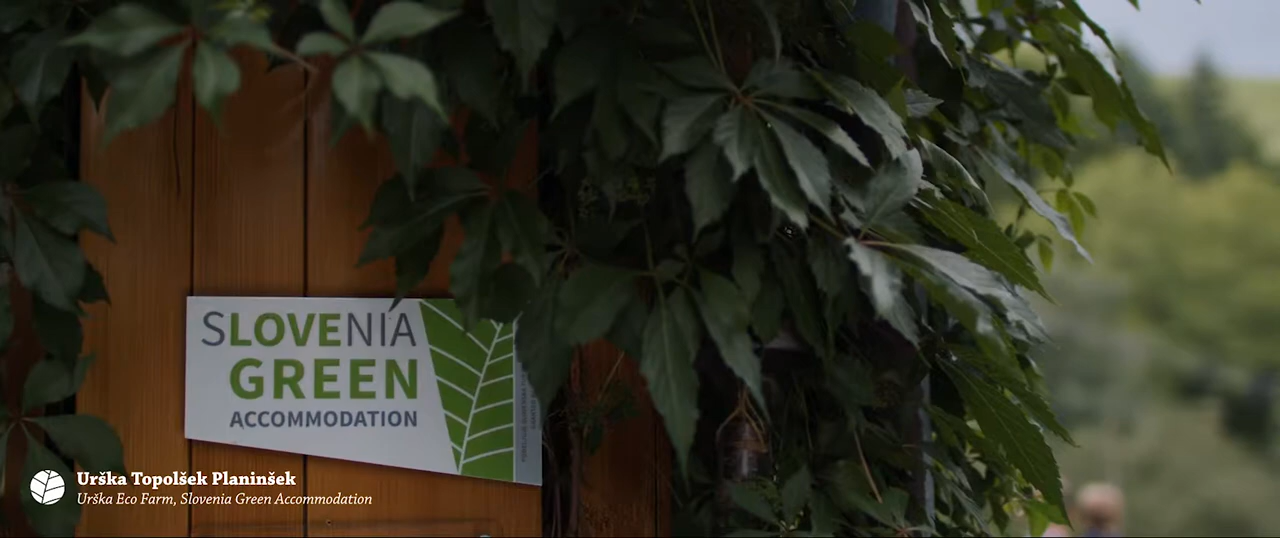 SLOVENIA
GREEN
ACCOMMODATION
Urška Topolšek Planinšek
Urška Eco Farm, Slovenia Green Accommodation